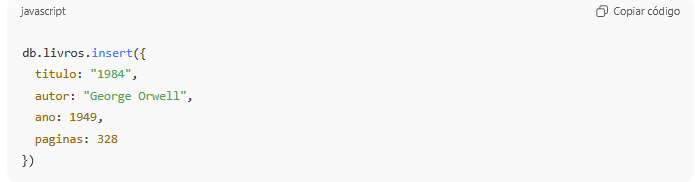 javascript
Copiar código
db.livros.insert({
  titulo: "1984",
  autor: "George Orwell",
  ano: 1949,
  paginas: 328
})